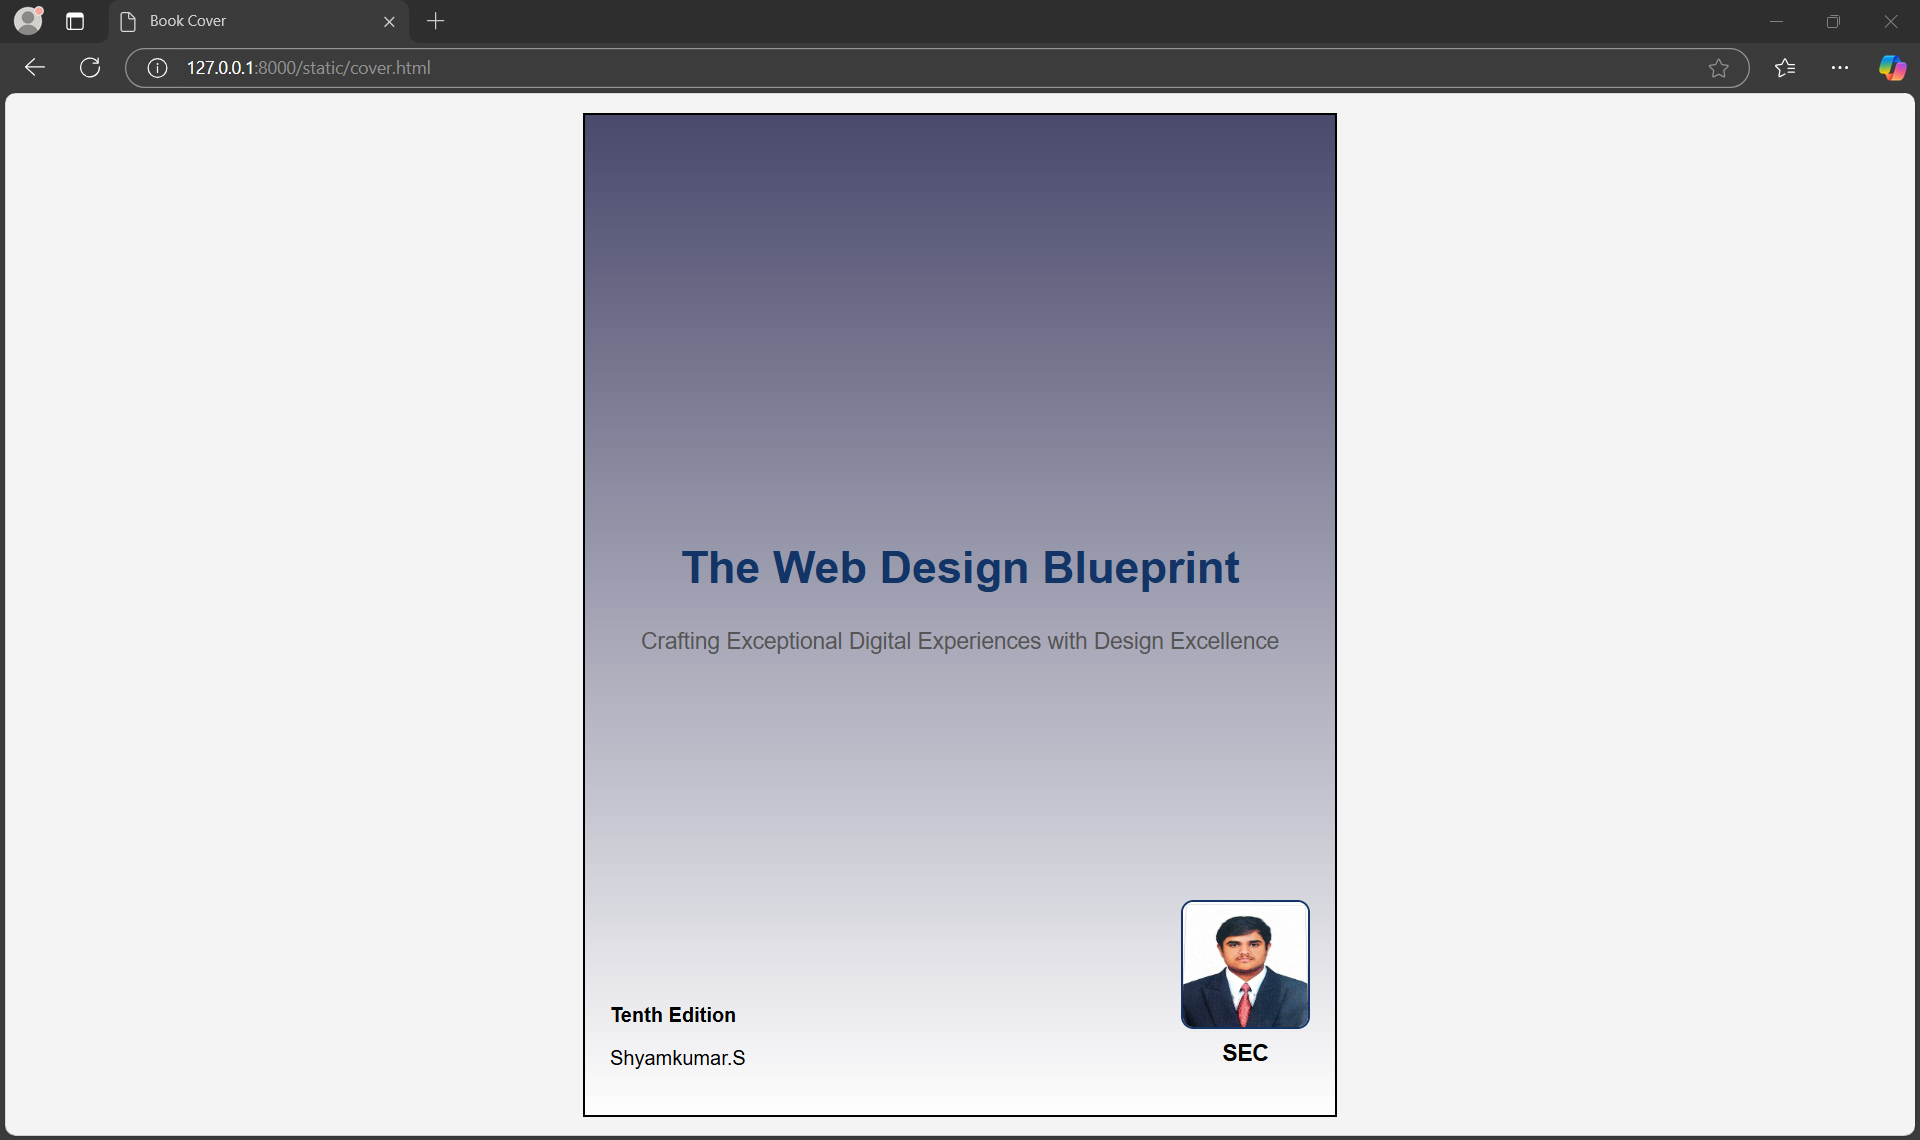 Book Cover
127.0.0.1:8000/static/cover.html
The Web Design Blueprint
Crafting Exceptional Digital Experiences with Design Excellence
Tenth Edition
Shyamkumar.S
SEC